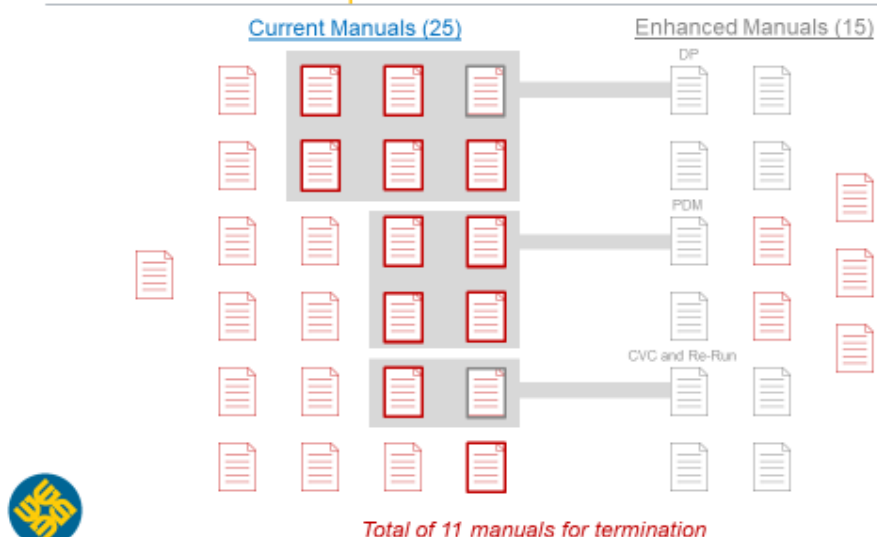 Current Manuals (25)
Enhanced Manuals (15)
DP
PDM
CVC and Re-Run
Total of 11 manuals for termination